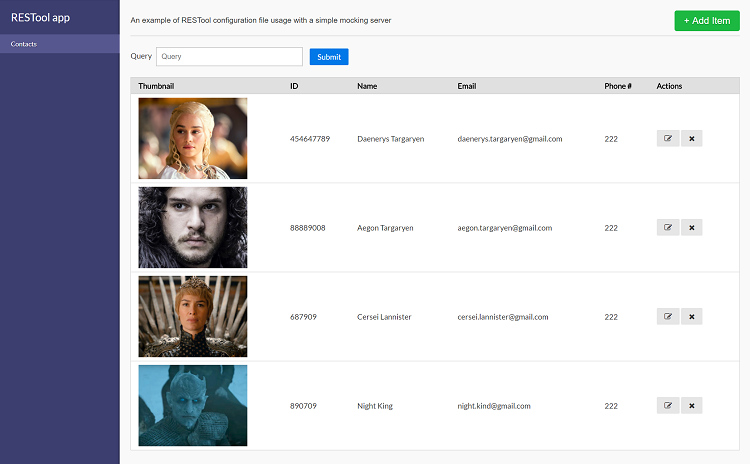 RESTool app
Contacts
An example of RESTool configuration file usage with a simple mocking server
+ Add Item
Query Query Submit
Thumbnail ID Name Email Phone # Actions
454647789 Daenerys Targaryen daenerys.targaryen@gmail.com 222
88889008 Aegon Targaryen aegon.targaryen@gmail.com 222
687909 Cersei Lannister cersei.lannister@gmail.com 222
890709 Night King night.kind@gmail.com 222